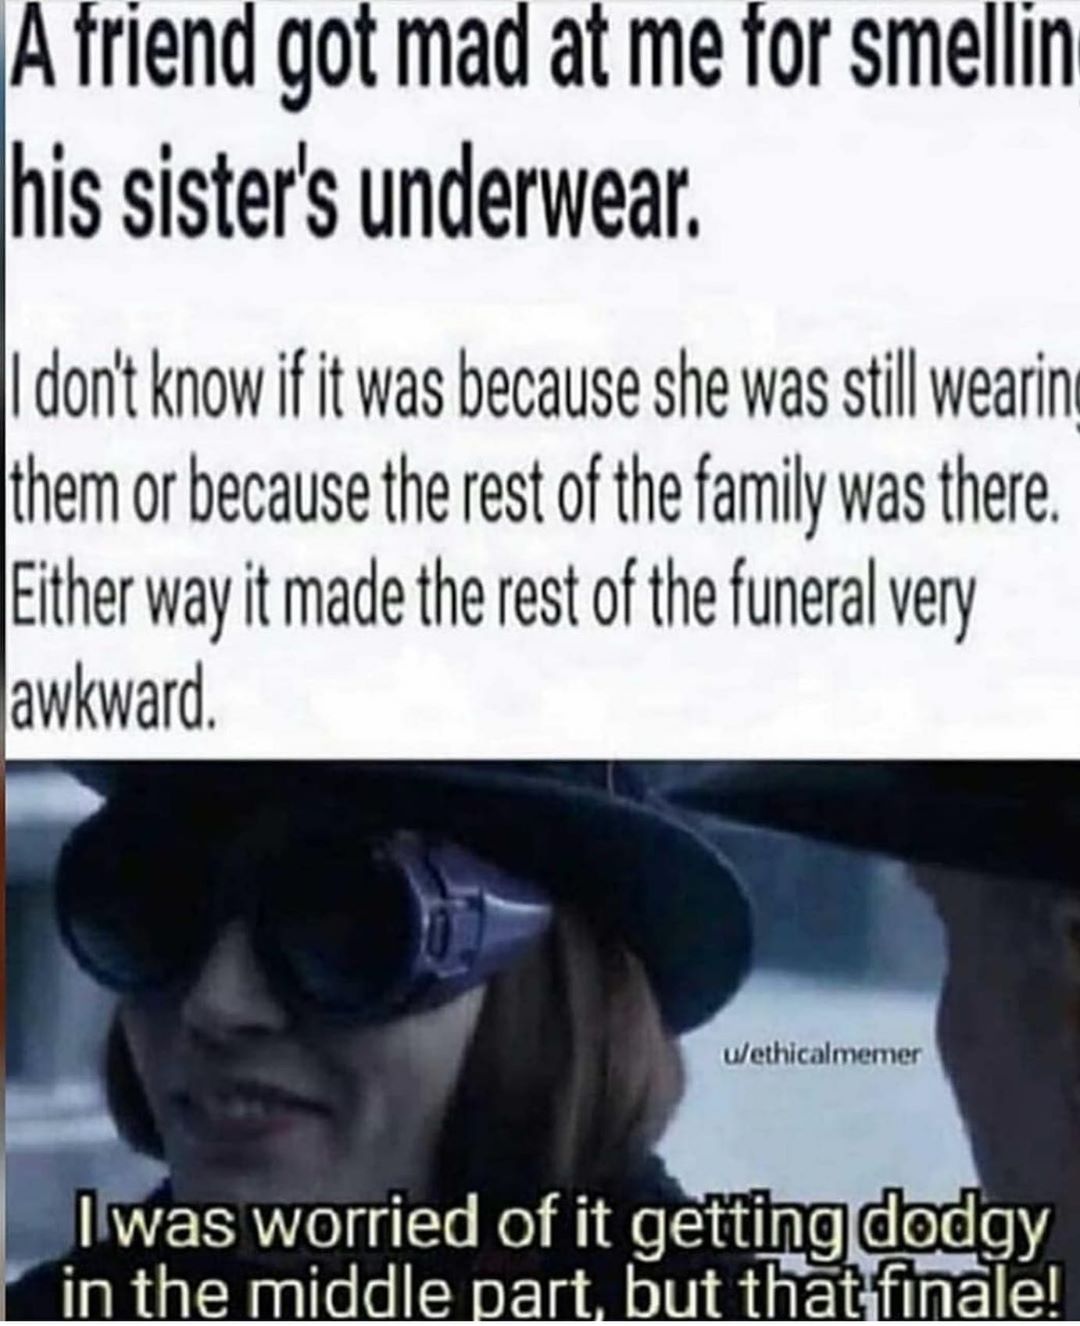 A friend got mad at me for smellin
his sister's underwear.
I don't know if it was because she was still wearing
them or because the rest of the family was there.
Either way it made the rest of the funeral very
awkward.
u/ethicalmemer
I was worried of it getting dodgy
in the middle part, but that finale!